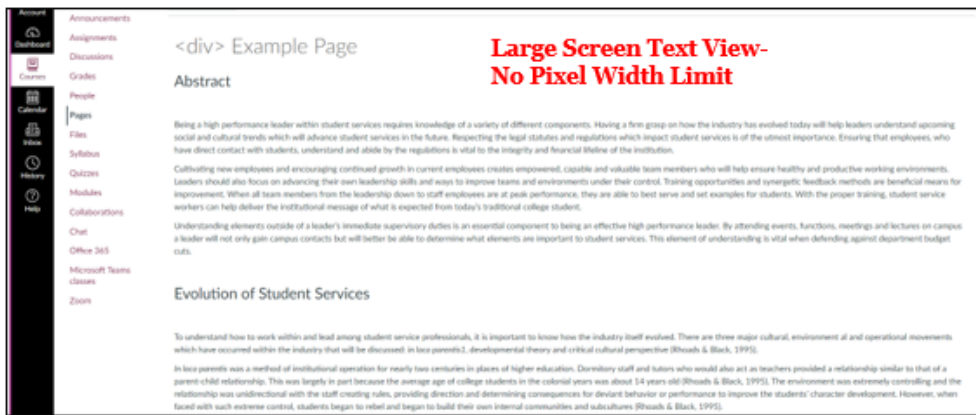 Account
Dashboard
Courses
Calendar
Inbox
History
Help
Announcements
Assignments
Discussions
Grades
People
Pages
Files
Syllabus
Quizzes
Modules
Collaborations
Chat
Office 365
Microsoft Teams
classes
Zoom
<div> Example Page
Large Screen Text View-
No Pixel Width Limit
Abstract
Being a high performance leader within student services requires knowledge of a variety of different components. Having a firm grasp on how the industry has evolved today will help leaders understand upcoming
social and cultural trends which will advance student services in the future. Respecting the legal statutes and regulations which impact student services is of the utmost importance. Ensuring that employees, who
have direct contact with students, understand and abide by the regulations is vital to the integrity and financial lifeline of the institution.
Cultivating new employees and encouraging continued growth in current employees creates empowered, capable and valuable team members who will help ensure healthy and productive working environments.
Leaders should also focus on advancing their own leadership skills and ways to improve teams and environments under their control. Training opportunities and synergetic feedback methods are beneficial means for
improvement. When all team members from the leadership down to staff employees are at peak performance, they are able to best serve and set examples for students. With the proper training, student service
workers can help deliver the institutional message of what is expected from today's traditional college student.
Understanding elements outside of a leader's immediate supervisory duties is an essential component to being an effective high performance leader. By attending events, functions, meetings and lectures on campus
a leader will not only gain campus contacts but will better be able to determine what elements are important to student services. This element of understanding is vital when defending against department budget
cuts.
Evolution of Student Services
To understand how to work within and lead among student service professionals, it is important to know how the industry itself evolved. There are three major cultural, environment al and operational movements
which have occurred within the industry that will be discussed: in loco parentis1, developmental theory and critical cultural perspective (Rhoads & Black, 1995).
In loco parentis was a method of institutional operation for nearly two centuries in places of higher education. Dormitory staff and tutors who would also act as teachers provided a relationship similar to that of a
parent-child relationship. This was largely in part because the average age of college students in the colonial years was about 14 years old (Rhoads & Black, 1995). The environment was extremely controlling and the
relationship was unidirectional with the staff creating rules, providing direction and determining consequences for deviant behavior or performance to improve the students' character development. However, when
faced with such extreme control, students began to rebel and began to build their own internal communities and subcultures (Rhoads & Black, 1995).